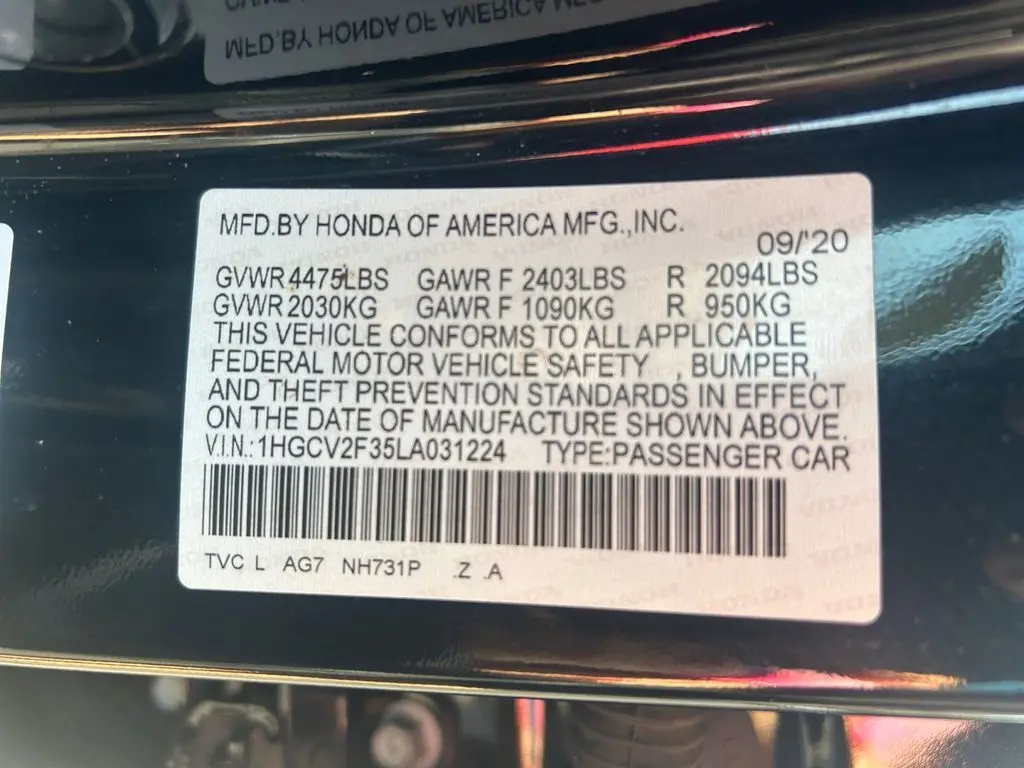 MFD.BY HONDA OF AMERICA MFG.,INC.
09/'20
GVWR 4475LBS GAWR F 2403LBS R 2094LBS
GVWR 2030KG GAWR F 1090KG R 950KG
THIS VEHICLE CONFORMS TO ALL APPLICABLE
FEDERAL MOTOR VEHICLE SAFETY , BUMPER,
AND THEFT PREVENTION STANDARDS IN EFFECT
ON THE DATE OF MANUFACTURE SHOWN ABOVE.
V.I.N.:1HGCV2F35LA031224 TYPE:PASSENGER CAR
TVC L AG7 NH731P .Z .A